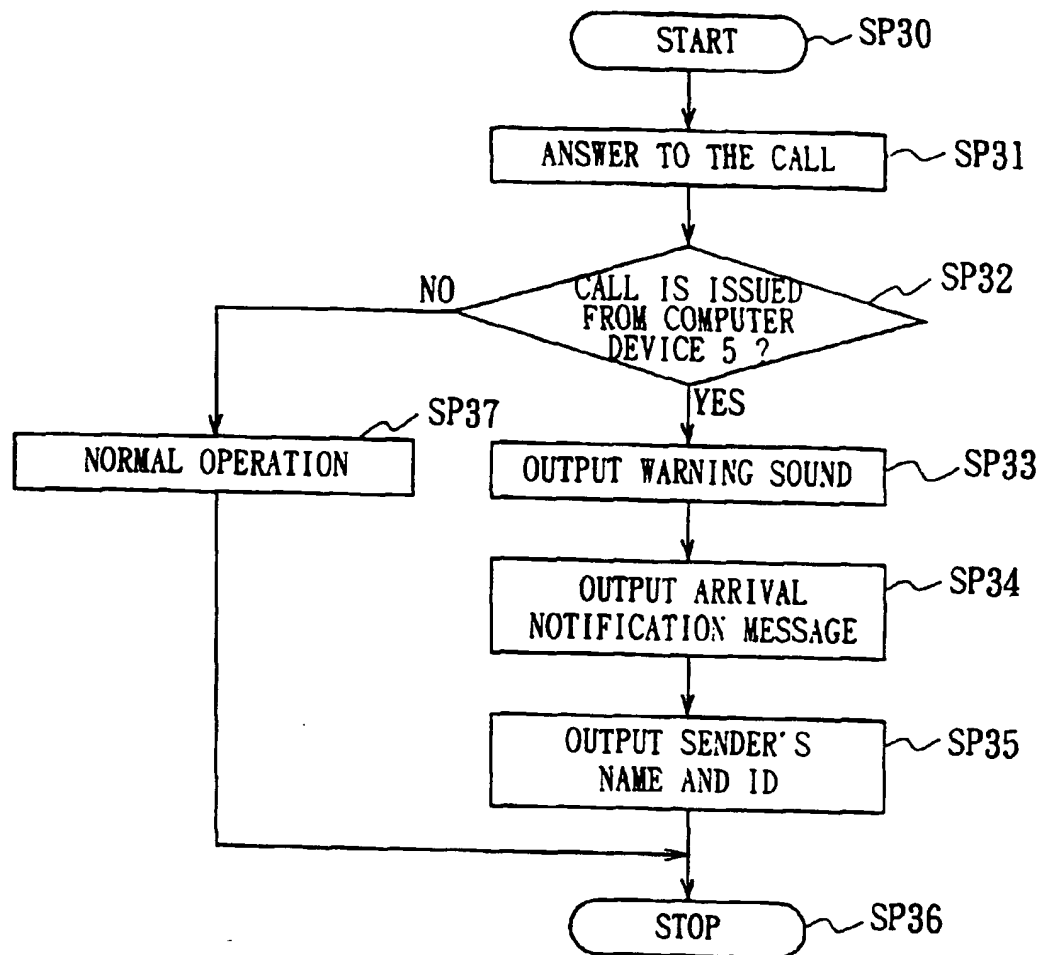 START
SP30
ANSWER TO THE CALL
SP31
CALL IS ISSUED
FROM COMPUTER
DEVICE 5 ?
SP32
NO
YES
SP37
NORMAL OPERATION
OUTPUT WARNING SOUND
SP33
OUTPUT ARRIVAL
NOTIFICATION MESSAGE
SP34
OUTPUT SENDER'S
NAME AND ID
SP35
STOP
SP36